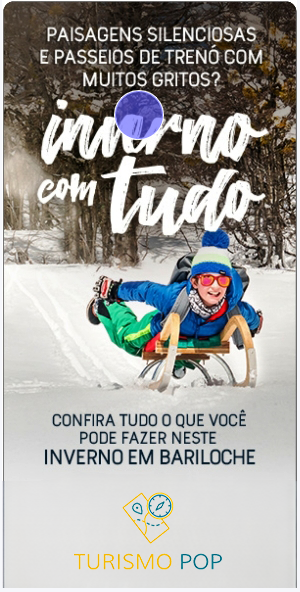 PAISAGENS SILENCIOSAS
E PASSEIOS DE TRENÓ COM
MUITOS GRITOS?
inverno
com tudo
CONFIRA TUDO O QUE VOCÊ
PODE FAZER NESTE
INVERNO EM BARILOCHE
TURISMO POP